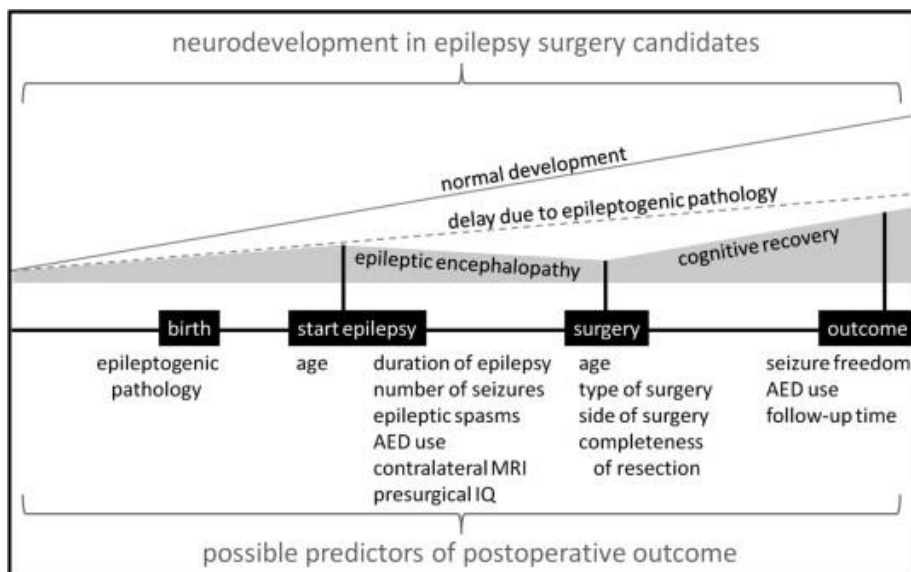 neurodevelopment in epilepsy surgery candidates
normal development
delay due to epileptogenic pathology
epileptic encephalopathy
cognitive recovery
birth
start epilepsy
surgery
outcome
epileptogenic
pathology
age
duration of epilepsy
number of seizures
epileptic spasms
AED use
contralateral MRI
presurgical IQ
age
type of surgery
side of surgery
completeness
of resection
seizure freedom
AED use
follow-up time
possible predictors of postoperative outcome